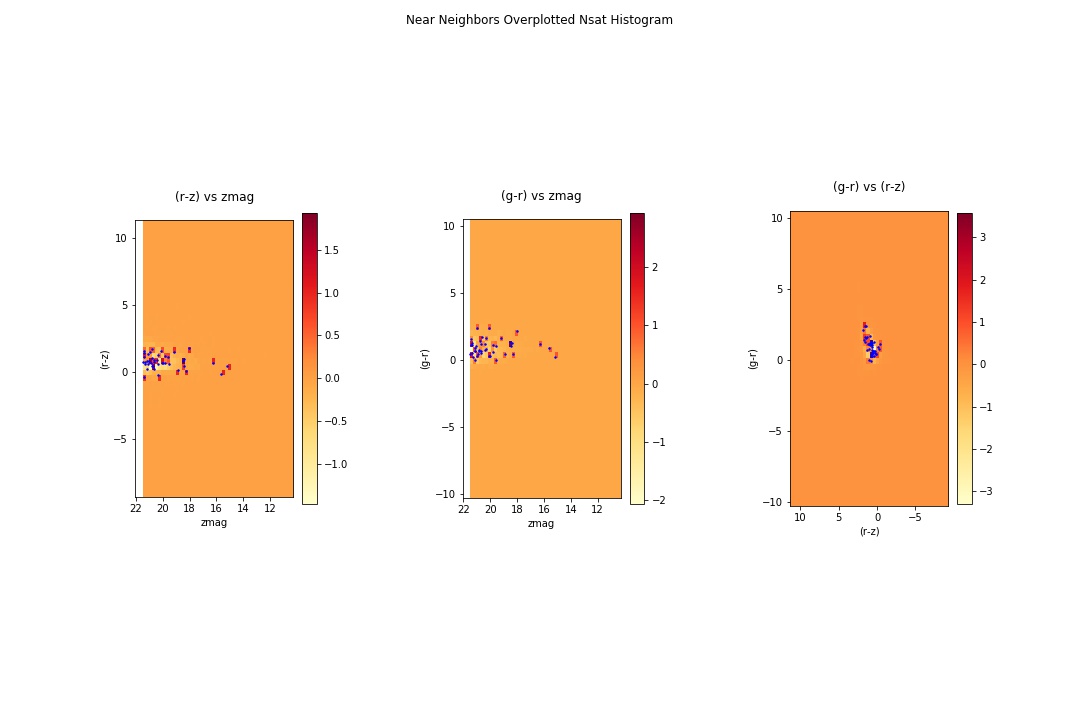 Near Neighbors Overplotted Nsat Histogram
(r-z) vs zmag
10
5
0
−5
(r-z)
22 20 18 16 14 12
zmag
1.5
1.0
0.5
0.0
−0.5
−1.0
(g-r) vs zmag
10
5
0
−5
−10
(g-r)
22 20 18 16 14 12
zmag
2
1
0
−1
−2
(g-r) vs (r-z)
10
5
0
−5
−10
(g-r)
10 5 0 −5
(r-z)
3
2
1
0
−1
−2
−3